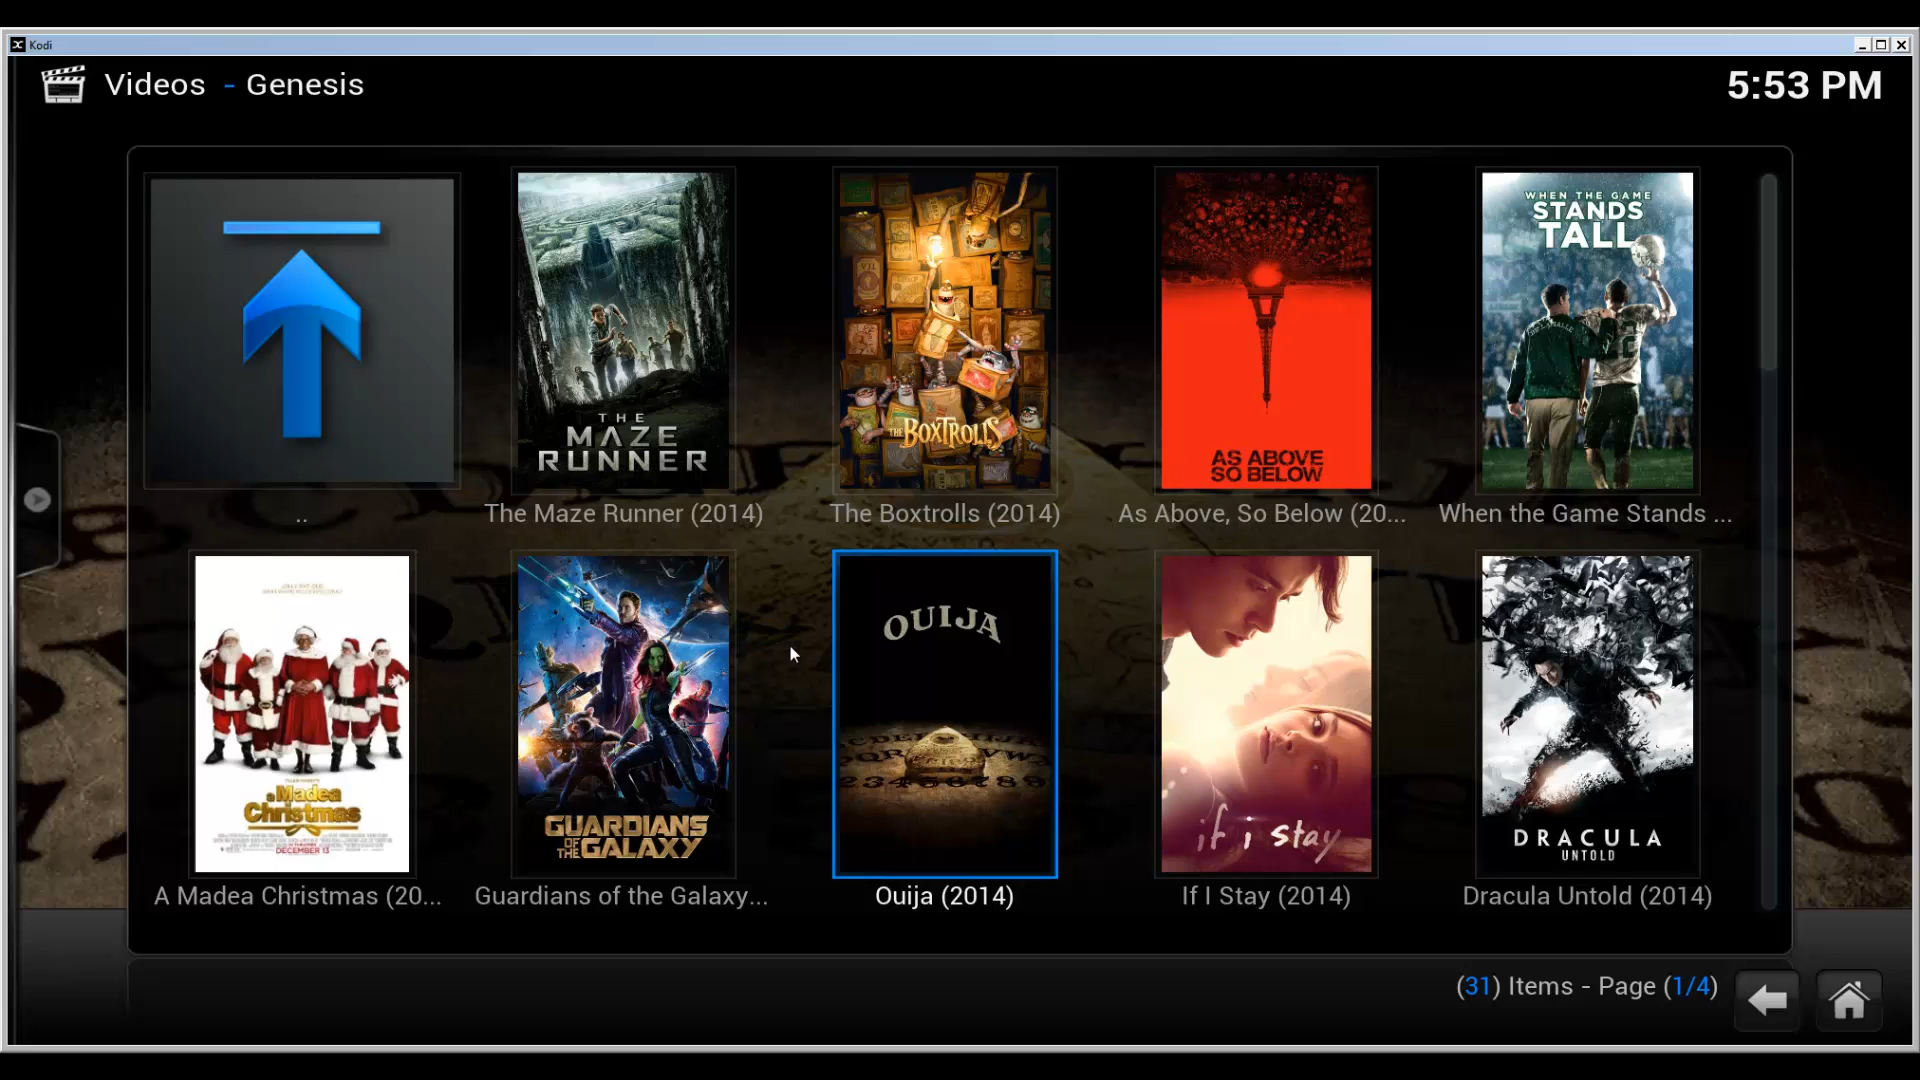 Kodi
Videos - Genesis
5:53 PM
THE
MAZE
RUNNER
THE BOXTROLLS
AS ABOVE
SO BELOW
WHEN THE GAME
STANDS
TALL
..
The Maze Runner (2014)
The Boxtrolls (2014)
As Above, So Below (20...
When the Game Stands ...
a Madea
Christmas
DECEMBER 13
GUARDIANS
OF THE GALAXY
OUIJA
if i stay
DRACULA
UNTOLD
A Madea Christmas (20...
Guardians of the Galaxy...
Ouija (2014)
If I Stay (2014)
Dracula Untold (2014)
(31) Items - Page (1/4)